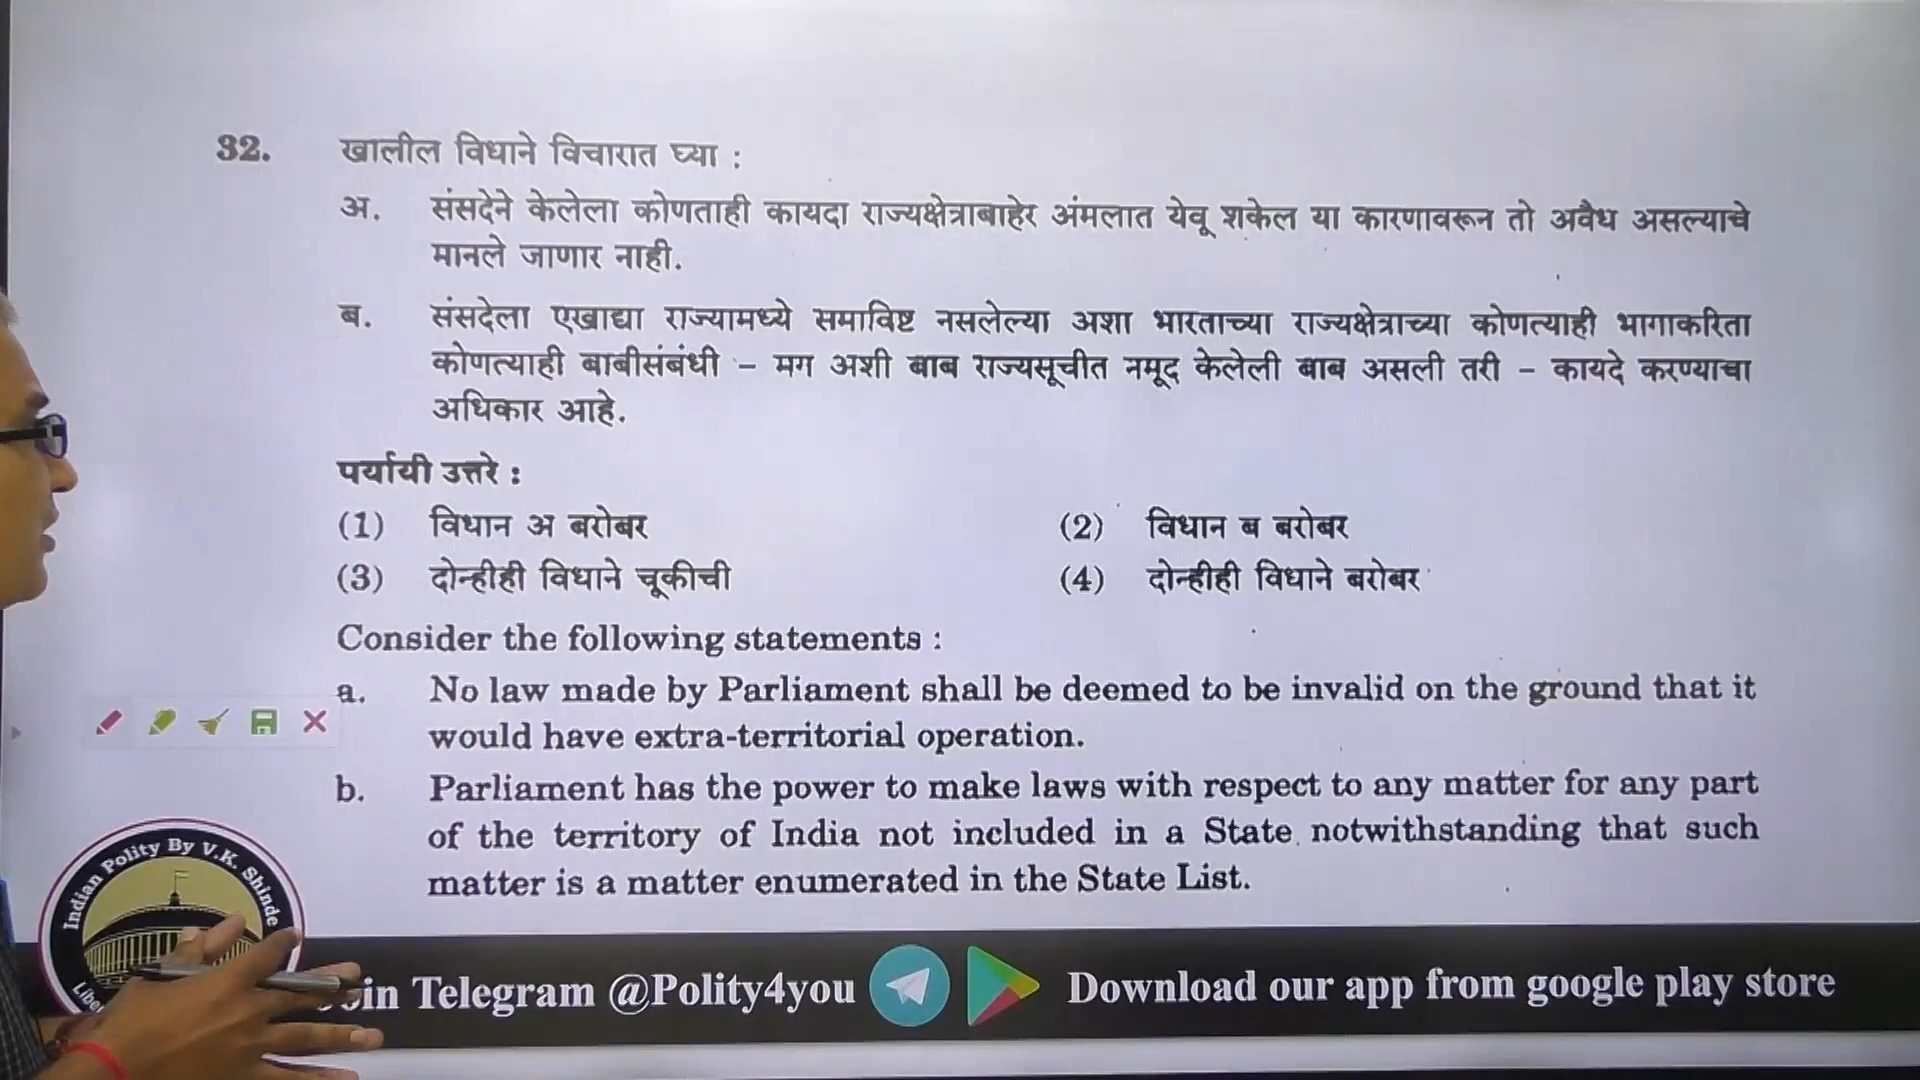 32. खालील विधाने विचारात घ्या :
अ. संसदेने केलेला कोणताही कायदा राज्यक्षेत्राबाहेर अंमलात येवू शकेल या कारणावरून तो अवैध असल्याचे
मानले जाणार नाही.
ब. संसदेला एखाद्या राज्यामध्ये समाविष्ट नसलेल्या अशा भारताच्या राज्यक्षेत्राच्या कोणत्याही भागाकरिता
कोणत्याही बाबीसंबंधी – मग अशी बाब राज्यसूचीत नमूद केलेली बाब असली तरी – कायदे करण्याचा
अधिकार आहे.
पर्यायी उत्तरे :
(1) विधान अ बरोबर (2) विधान ब बरोबर
(3) दोन्हीही विधाने चूकीची (4) दोन्हीही विधाने बरोबर
Consider the following statements :
a. No law made by Parliament shall be deemed to be invalid on the ground that it
would have extra-territorial operation.
b. Parliament has the power to make laws with respect to any matter for any part
of the territory of India not included in a State notwithstanding that such
matter is a matter enumerated in the State List.
Indian Polity By V.K. Shinde
in Telegram @Polity4you Download our app from google play store